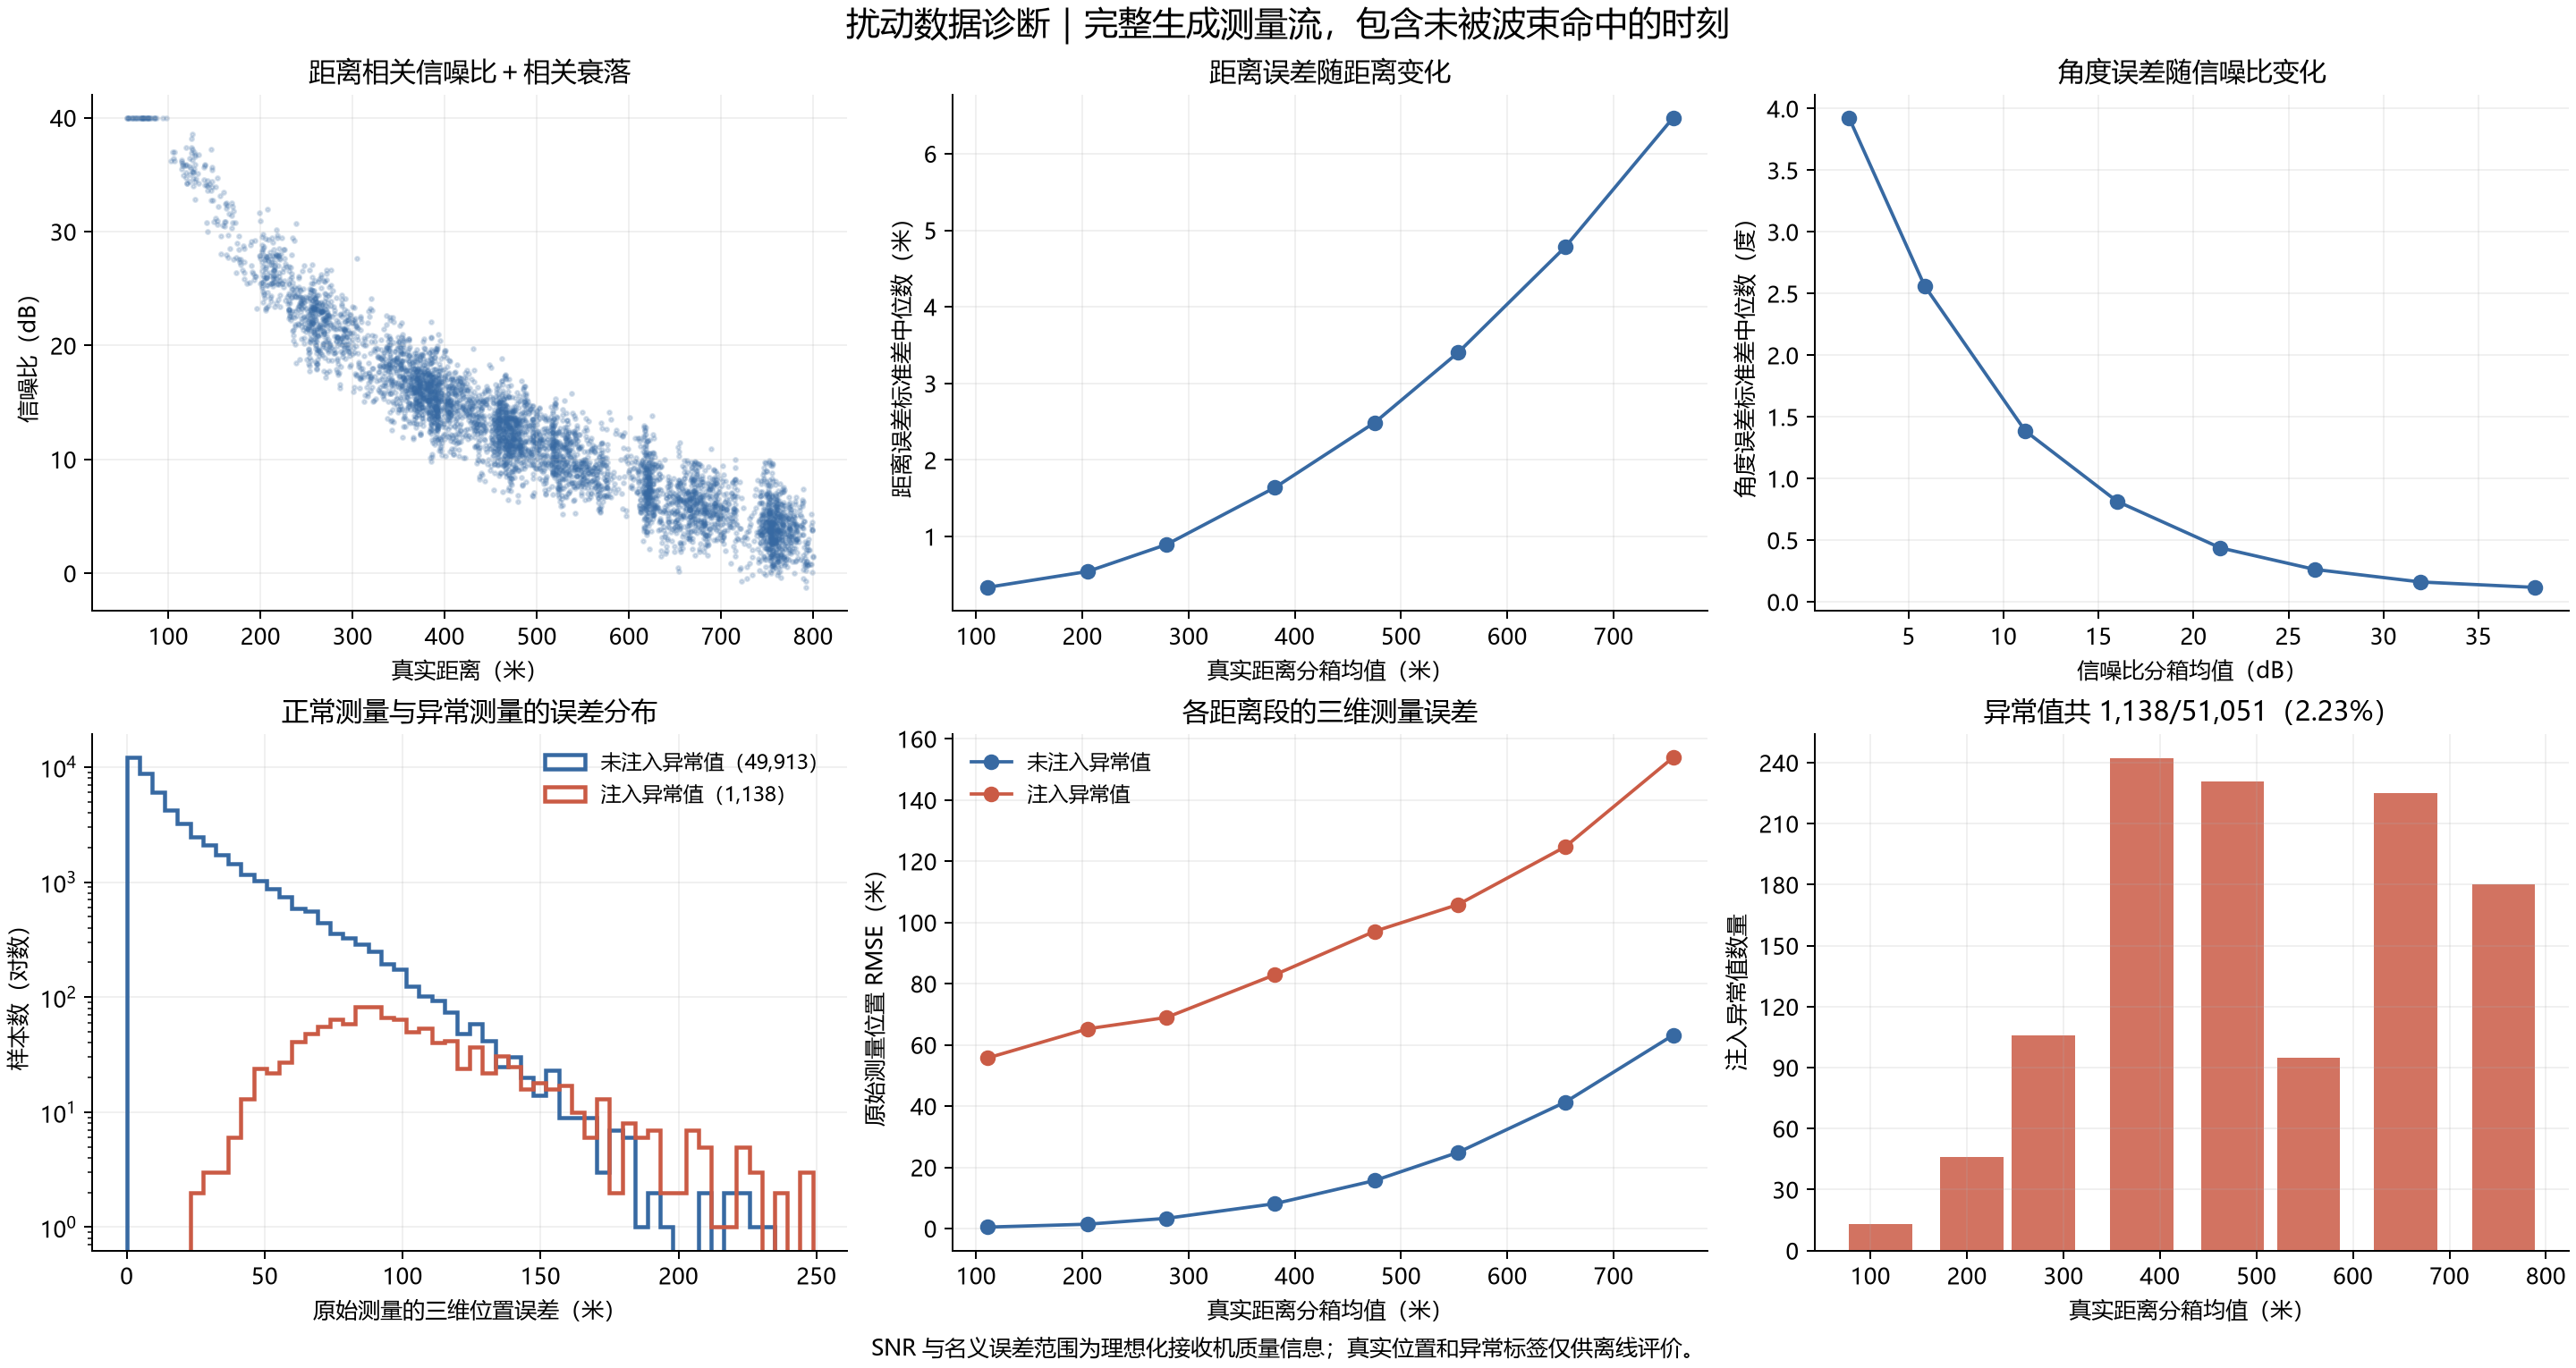 扰动数据诊断 | 完整生成测量流，包含未被波束命中的时刻
距离相关信噪比 + 相关衰落
40
30
20
10
0
信噪比（dB）
100 200 300 400 500 600 700 800
真实距离（米）
距离误差随距离变化
6
5
4
3
2
1
距离误差标准差中位数（米）
100 200 300 400 500 600 700
真实距离分箱均值（米）
角度误差随信噪比变化
4.0
3.5
3.0
2.5
2.0
1.5
1.0
0.5
0.0
角度误差标准差中位数（度）
5 10 15 20 25 30 35
信噪比分箱均值（dB）
正常测量与异常测量的误差分布
未注入异常值（49,913）
注入异常值（1,138）
10⁴
10³
10²
10¹
10⁰
样本数（对数）
0 50 100 150 200 250
原始测量的三维位置误差（米）
各距离段的三维测量误差
未注入异常值
注入异常值
160
140
120
100
80
60
40
20
0
原始测量位置 RMSE（米）
100 200 300 400 500 600 700
真实距离分箱均值（米）
异常值共 1,138/51,051（2.23%）
240
210
180
150
120
90
60
30
0
注入异常值数量
100 200 300 400 500 600 700 800
真实距离分箱均值（米）
SNR 与名义误差范围为理想化接收机质量信息；真实位置和异常标签仅供离线评价。